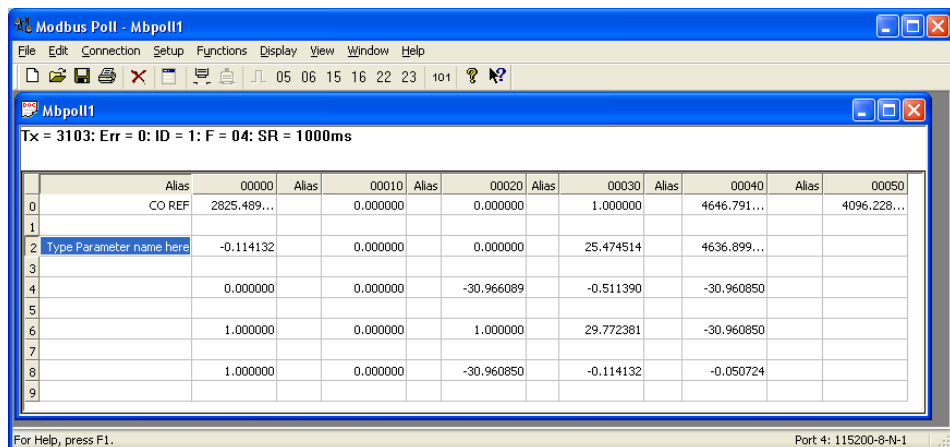 Modbus Poll - Mbpoll1
File Edit Connection Setup Functions Display View Window Help
05 06 15 16 22 23 101
Mbpoll1
Tx = 3103: Err = 0: ID = 1: F = 04: SR = 1000ms
Alias 00000 Alias 00010 Alias 00020 Alias 00030 Alias 00040 Alias 00050
0 CO REF 2825.489... 0.000000 0.000000 1.000000 4646.791... 4096.228...
1
2 Type Parameter name here -0.114132 0.000000 0.000000 25.474514 4636.899...
3
4 0.000000 0.000000 -30.966089 -0.511390 -30.960850
5
6 1.000000 0.000000 1.000000 29.772381 -30.960850
7
8 1.000000 0.000000 -30.960850 -0.114132 -0.050724
9
For Help, press F1. Port 4: 115200-8-N-1